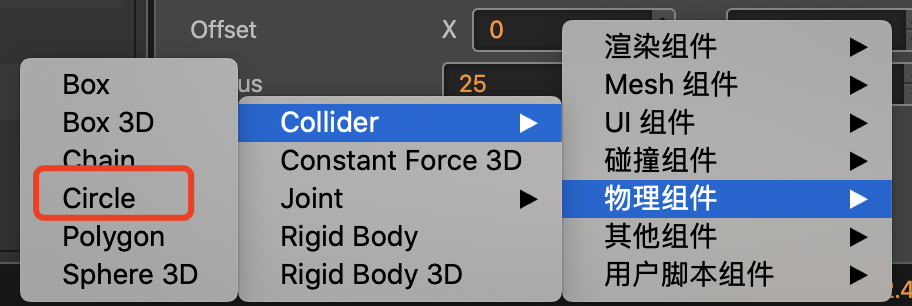 Offset X 0
us 25
Box
Box 3D
Chain
Circle
Polygon
Sphere 3D
Collider
Constant Force 3D
Joint
Rigid Body
Rigid Body 3D
渲染组件
Mesh 组件
UI 组件
碰撞组件
物理组件
其他组件
用户脚本组件
2.4